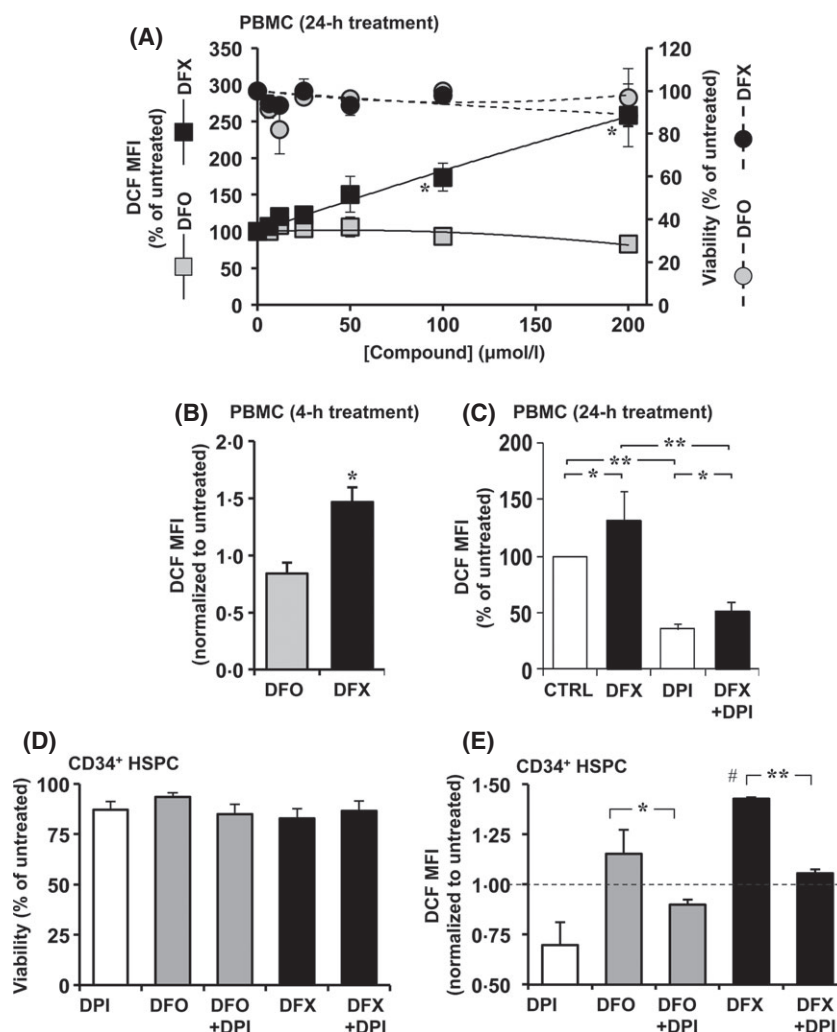 (A)
PBMC (24-h treatment)
DCF MFI
(% of untreated)
DFO
DFX
350
300
250
200
150
100
50
0
*
*
120
100
80
60
40
20
0
Viability (% of untreated)
DFO
DFX
0
50
100
150
200
[Compound] (µmol/l)
(B)
PBMC (4-h treatment)
DCF MFI
(normalized to untreated)
2·0
1·5
1·0
0·5
0·0
*
DFO
DFX
(C)
PBMC (24-h treatment)
DCF MFI
(% of untreated)
200
150
100
50
0
**
**
*
*
CTRL
DFX
DPI
DFX
+DPI
(D)
CD34+ HSPC
Viability (% of untreated)
100
75
50
25
0
DPI
DFO
DFO
+DPI
DFX
DFX
+DPI
(E)
CD34+ HSPC
DCF MFI
(normalized to untreated)
1·50
1·25
1·00
0·75
0·50
*
#
**
DPI
DFO
DFO
+DPI
DFX
DFX
+DPI